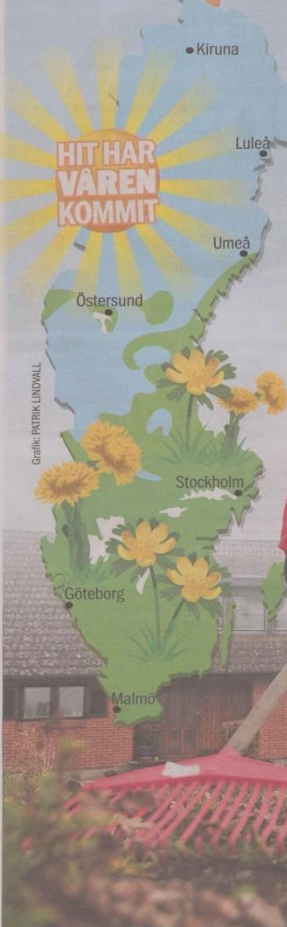 Kiruna
Luleå
HIT HAR
VÅREN
KOMMIT
Umeå
Östersund
Grafik: PATRIK LINDVALL
Stockholm
Göteborg
Malmö